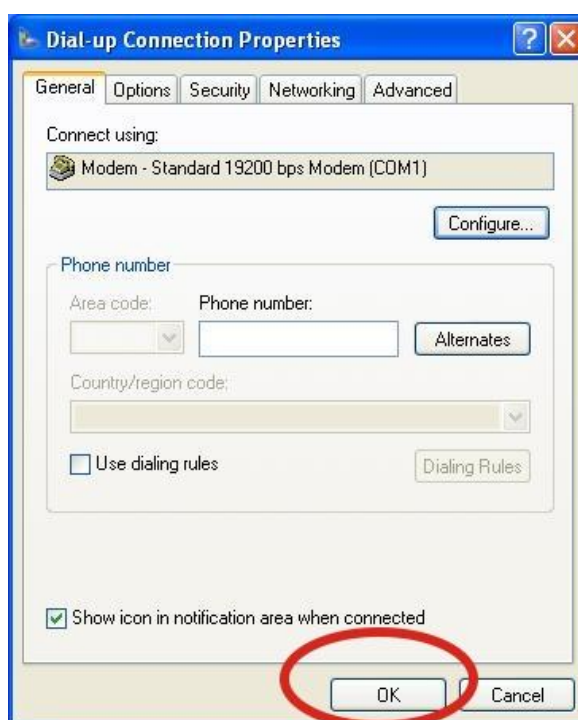 Dial-up Connection Properties
General Options Security Networking Advanced
Connect using:
Modem - Standard 19200 bps Modem (COM1)
Configure...
Phone number
Area code: Phone number:
Alternates
Country/region code:
Use dialing rules Dialing Rules
Show icon in notification area when connected
OK Cancel